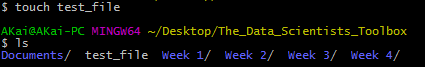 $ touch test_file
AKai@AKai-PC MINGW64 ~/Desktop/The_Data_Scientists_Toolbox
$ ls
Documents/  test_file  Week 1/  Week 2/  Week 3/  Week 4/